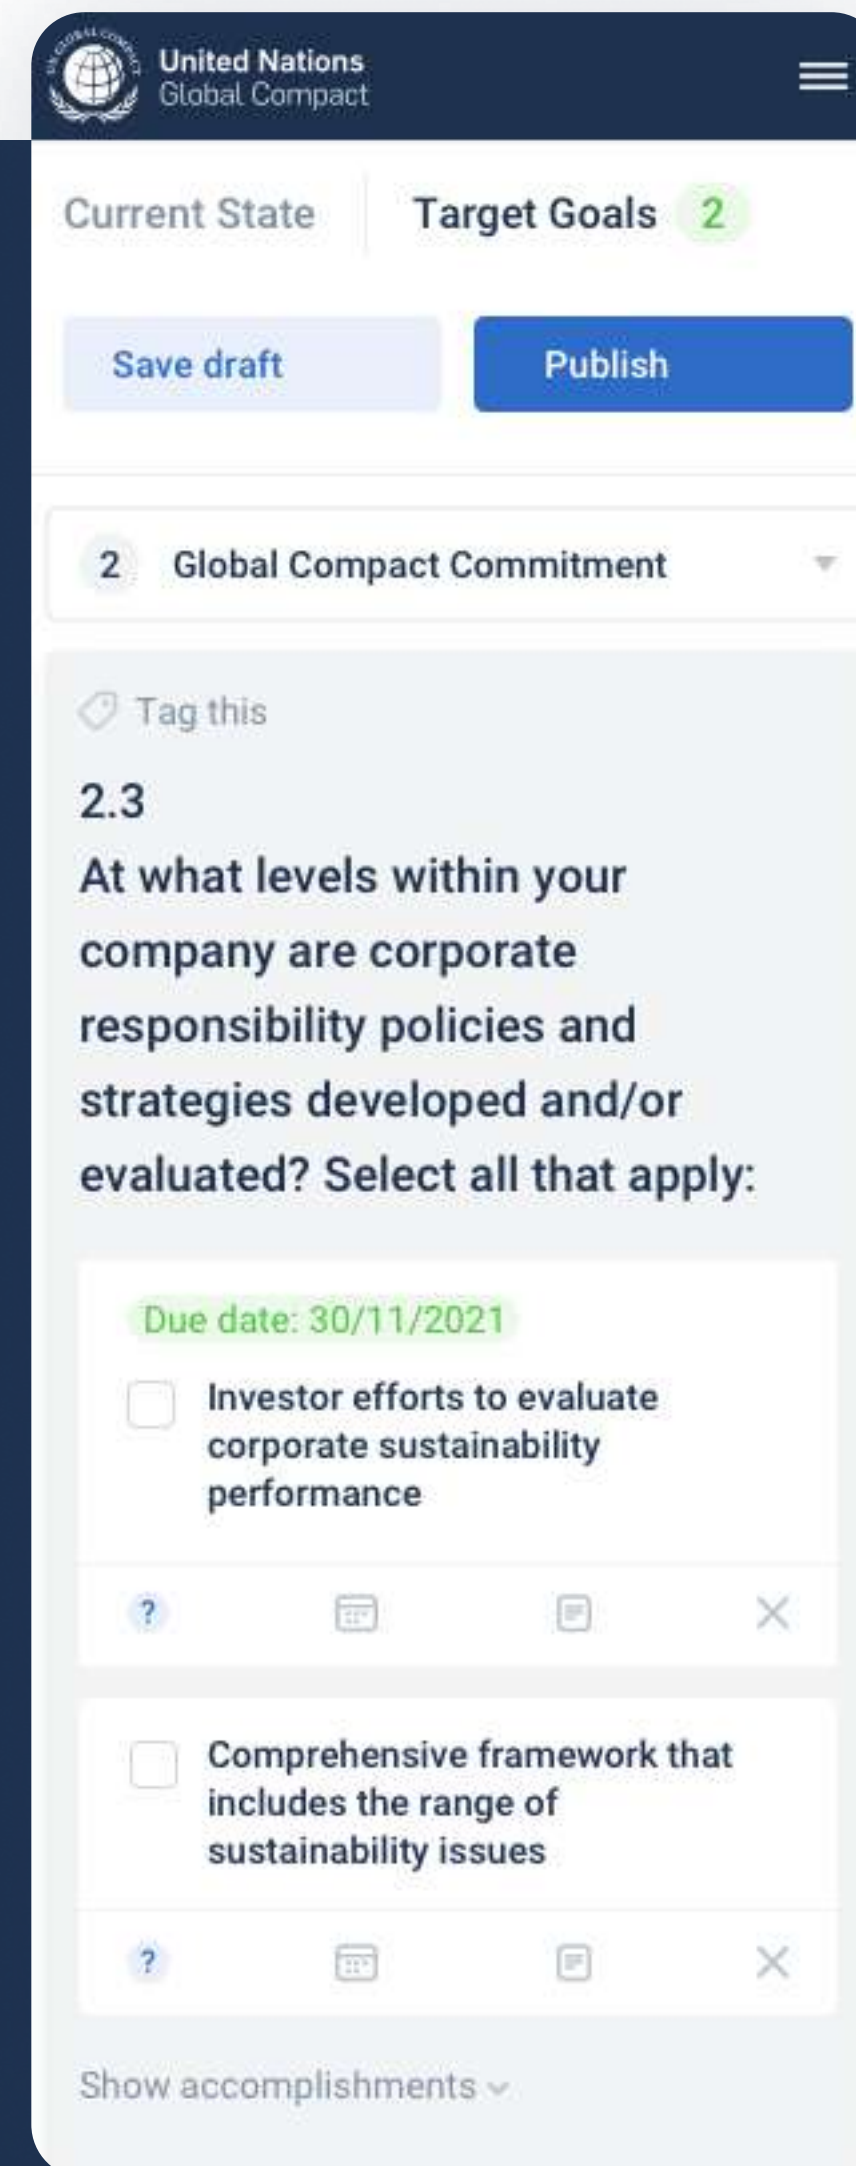 UN GLOBAL COMPACT
United Nations
Global Compact
Current State
Target Goals 2
Save draft
Publish
2 Global Compact Commitment
Tag this
2.3
At what levels within your
company are corporate
responsibility policies and
strategies developed and/or
evaluated? Select all that apply:
Due date: 30/11/2021
Investor efforts to evaluate
corporate sustainability
performance
?
Comprehensive framework that
includes the range of
sustainability issues
?
Show accomplishments